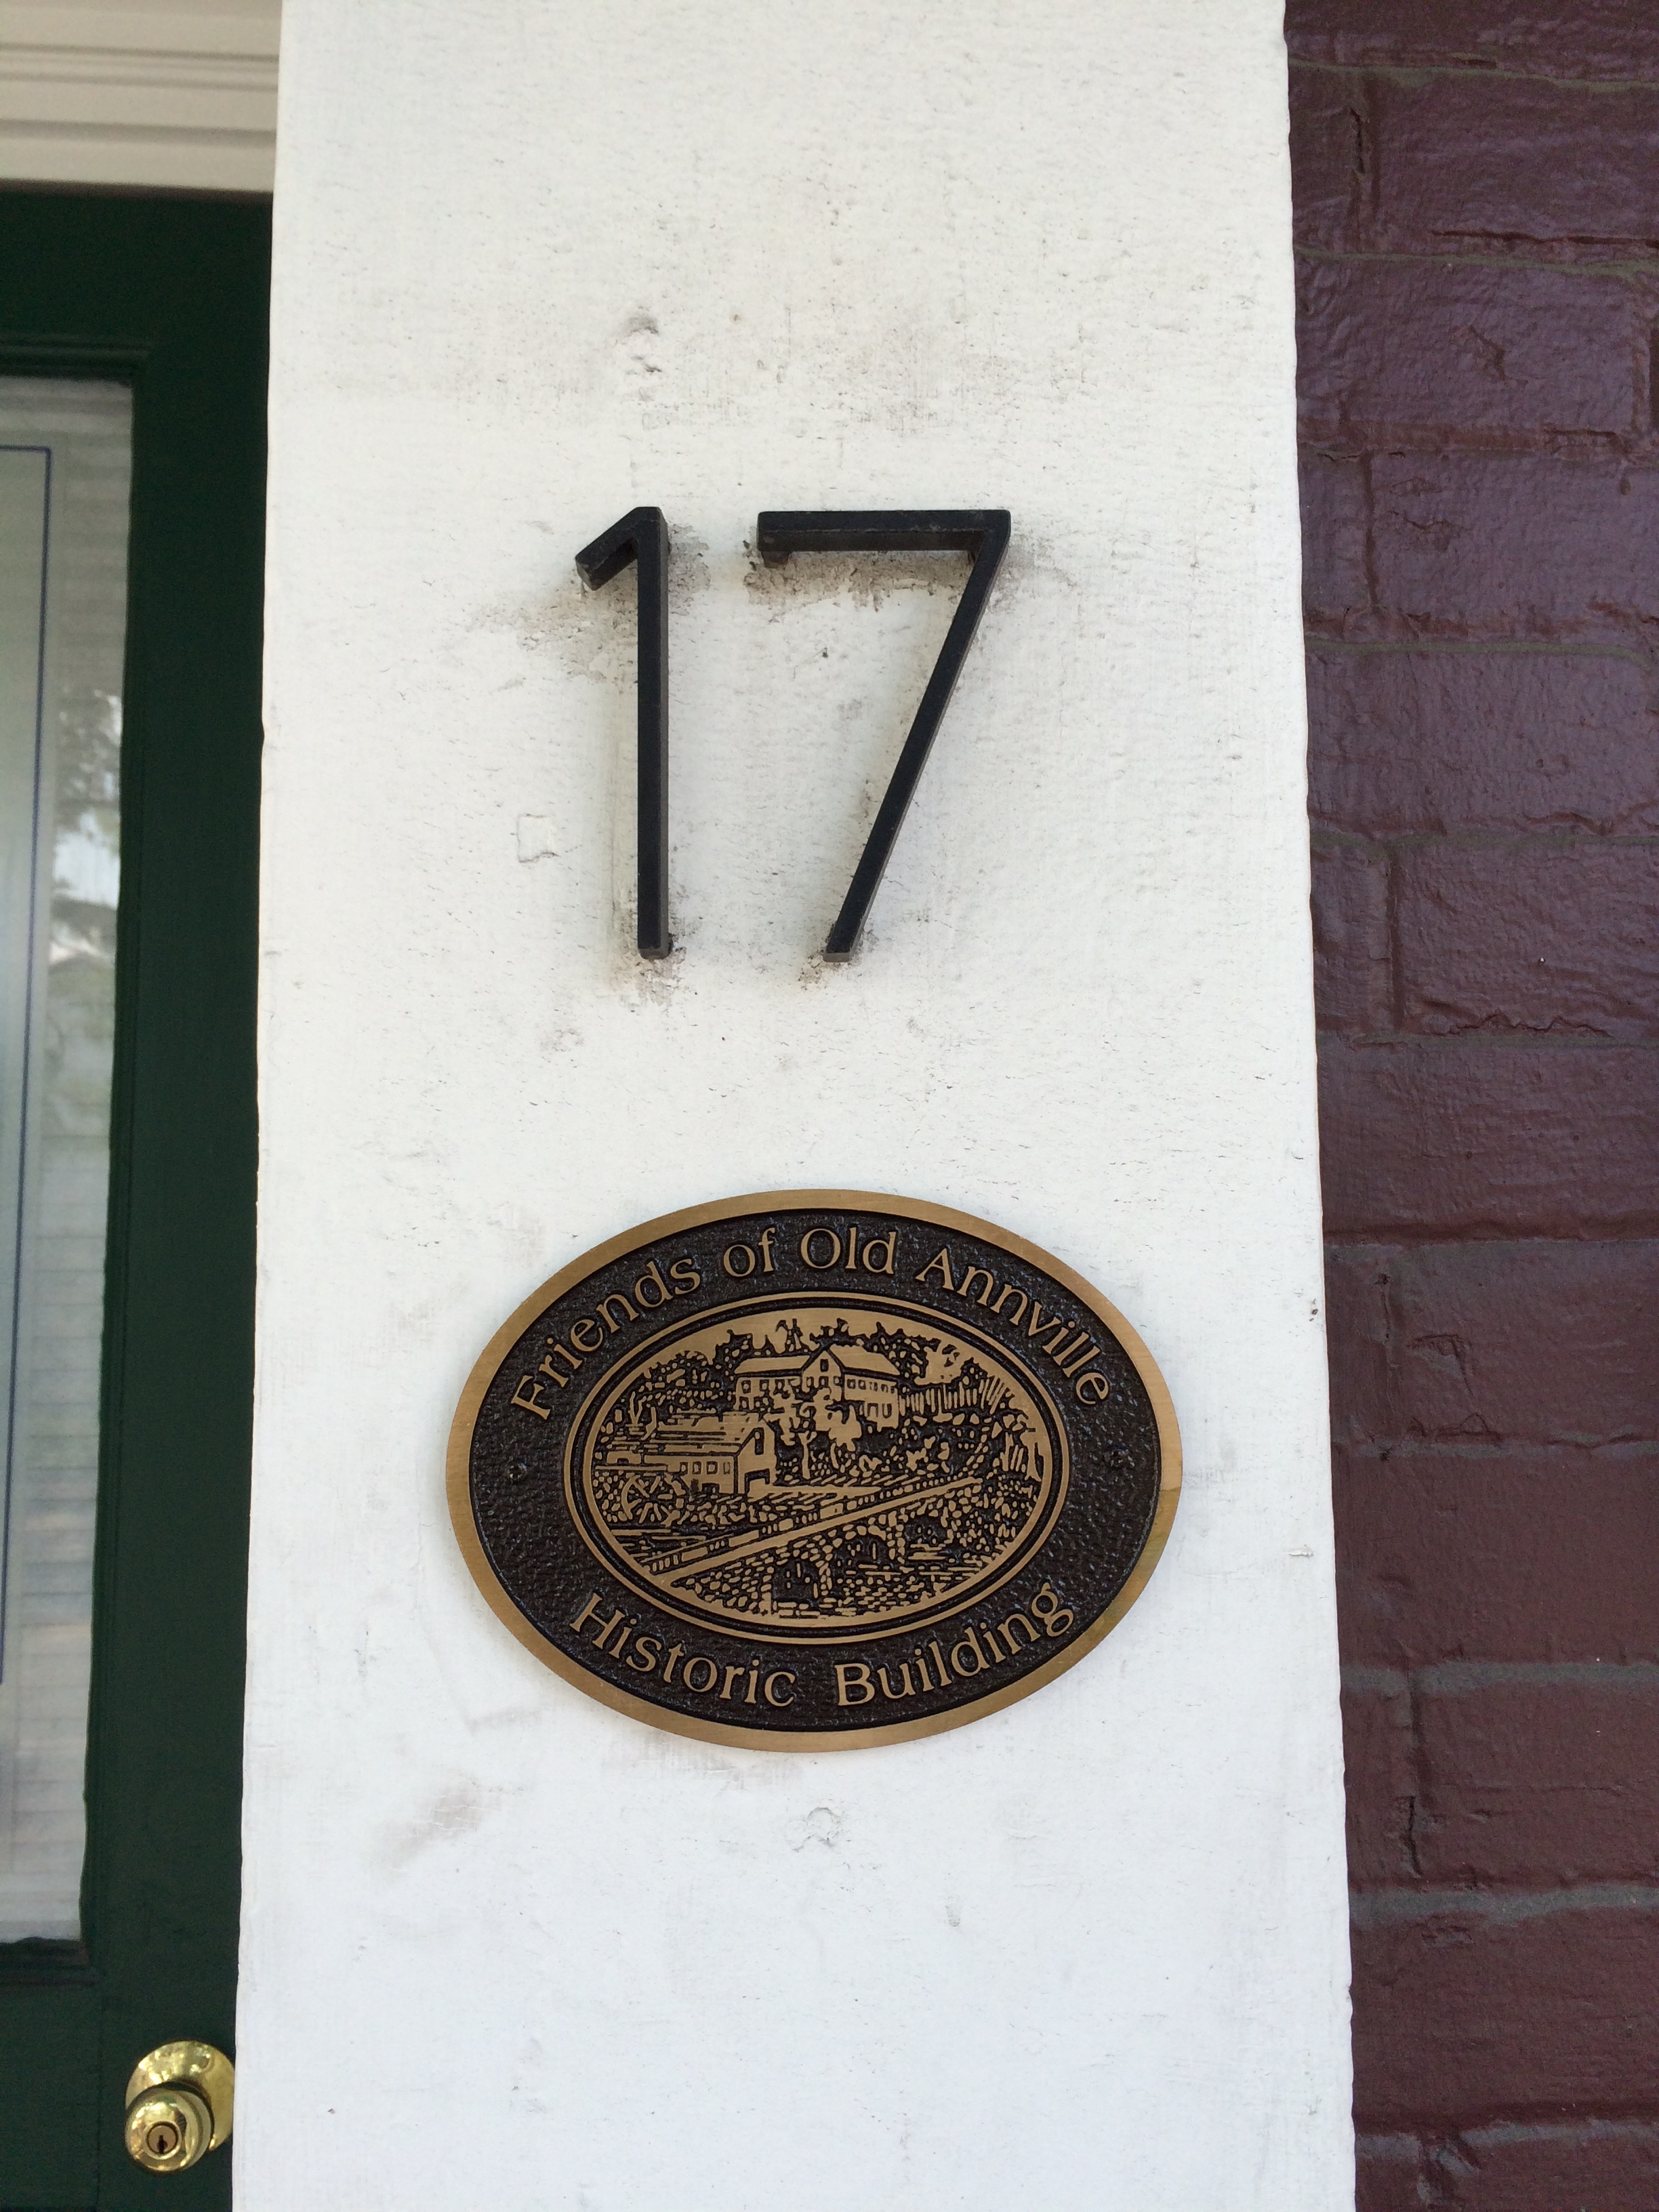 17
Friends of Old Annville
Historic Building